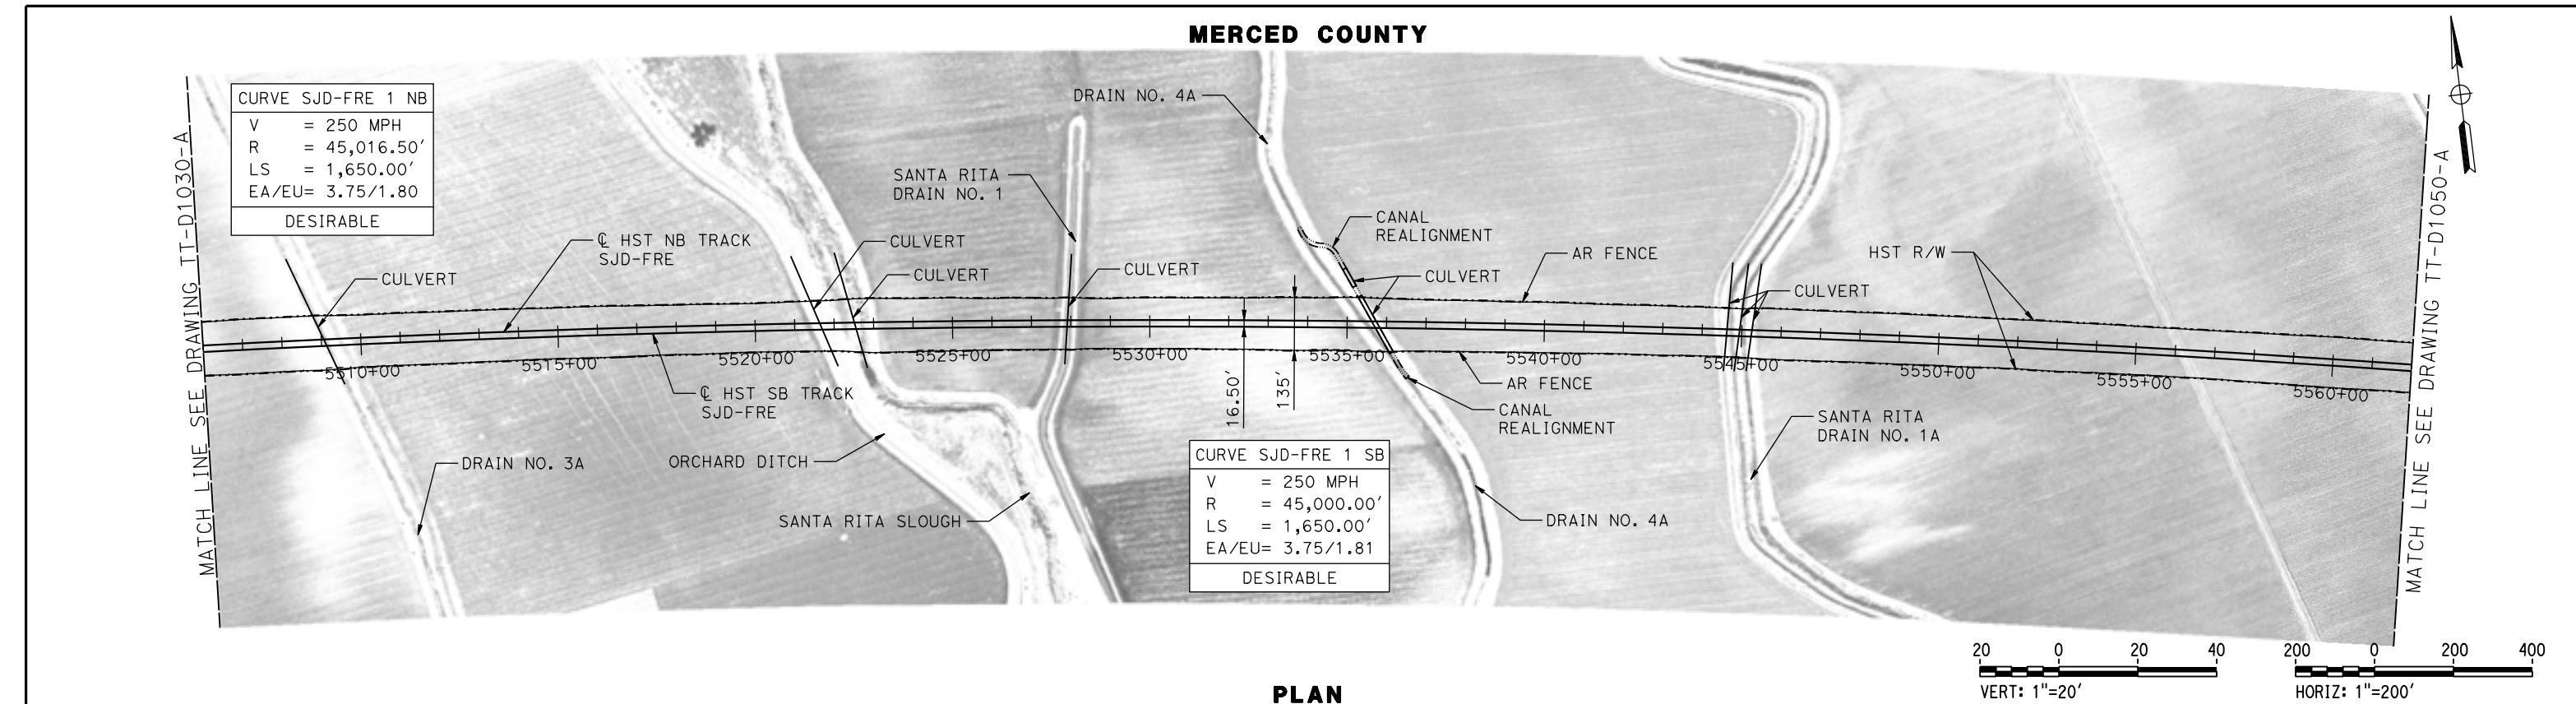 MERCED COUNTY
MATCH LINE SEE DRAWING TT-D1030-A
CURVE SJD-FRE 1 NB
V = 250 MPH
R = 45,016.50'
LS = 1,650.00'
EA/EU= 3.75/1.80
DESIRABLE
DRAIN NO. 4A
SANTA RITA
DRAIN NO. 1
CANAL
REALIGNMENT
℄ HST NB TRACK
SJD-FRE
CULVERT
CULVERT
CULVERT
CULVERT
CULVERT
AR FENCE
HST R/W
CULVERT
5510+00
5515+00
5520+00
5525+00
5530+00
5535+00
5540+00
5545+00
5550+00
5555+00
5560+00
℄ HST SB TRACK
SJD-FRE
16.50'
135'
AR FENCE
CANAL
REALIGNMENT
SANTA RITA
DRAIN NO. 1A
DRAIN NO. 3A
ORCHARD DITCH
SANTA RITA SLOUGH
CURVE SJD-FRE 1 SB
V = 250 MPH
R = 45,000.00'
LS = 1,650.00'
EA/EU= 3.75/1.81
DESIRABLE
DRAIN NO. 4A
MATCH LINE SEE DRAWING TT-D1050-A
20 0 20 40
VERT: 1"=20'
200 0 200 400
HORIZ: 1"=200'
PLAN